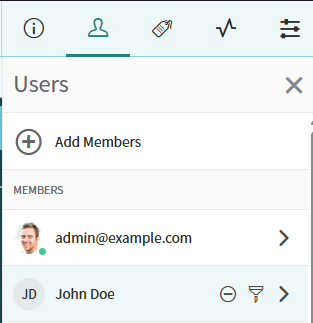 Users
Add Members
MEMBERS
admin@example.com
JD John Doe